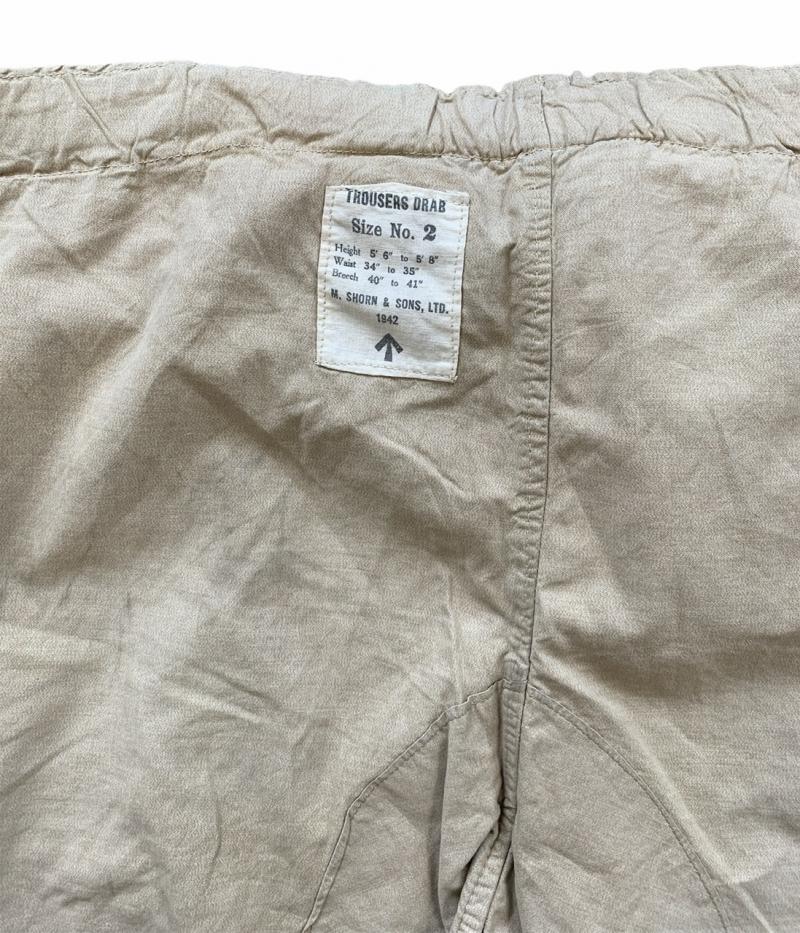 TROUSERS DRAB
Size No. 2
Height 5' 6" to 5' 8"
Waist 34" to 35"
Breech 40" to 41"
M. SHORN & SONS, LTD.
1942